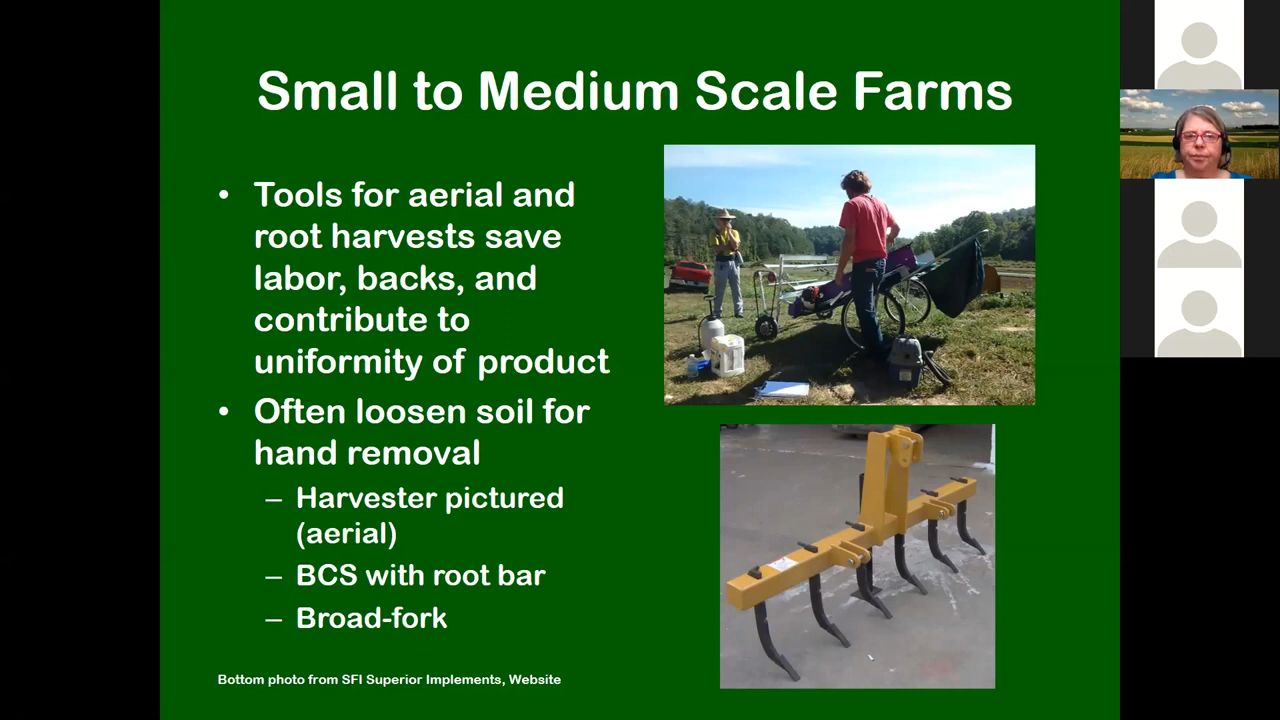 Small to Medium Scale Farms
• Tools for aerial and
root harvests save
labor, backs, and
contribute to
uniformity of product
• Often loosen soil for
hand removal
– Harvester pictured
(aerial)
– BCS with root bar
– Broad-fork
Bottom photo from SFI Superior Implements, Website